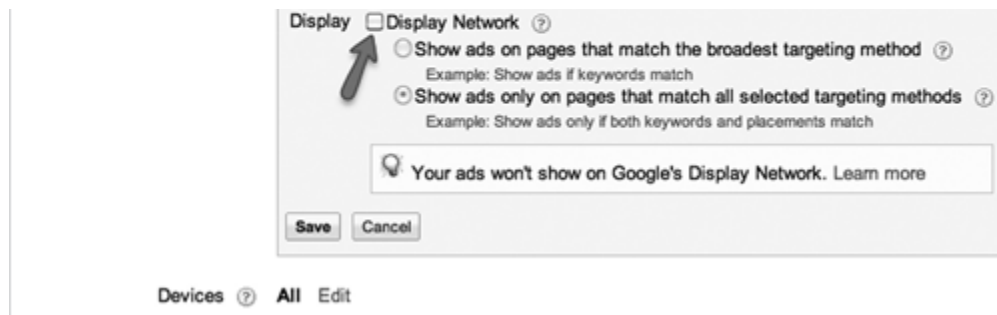 Display Display Network ?
Show ads on pages that match the broadest targeting method ?
Example: Show ads if keywords match
Show ads only on pages that match all selected targeting methods ?
Example: Show ads only if both keywords and placements match
Your ads won't show on Google's Display Network. Learn more
Save Cancel
Devices ? All Edit